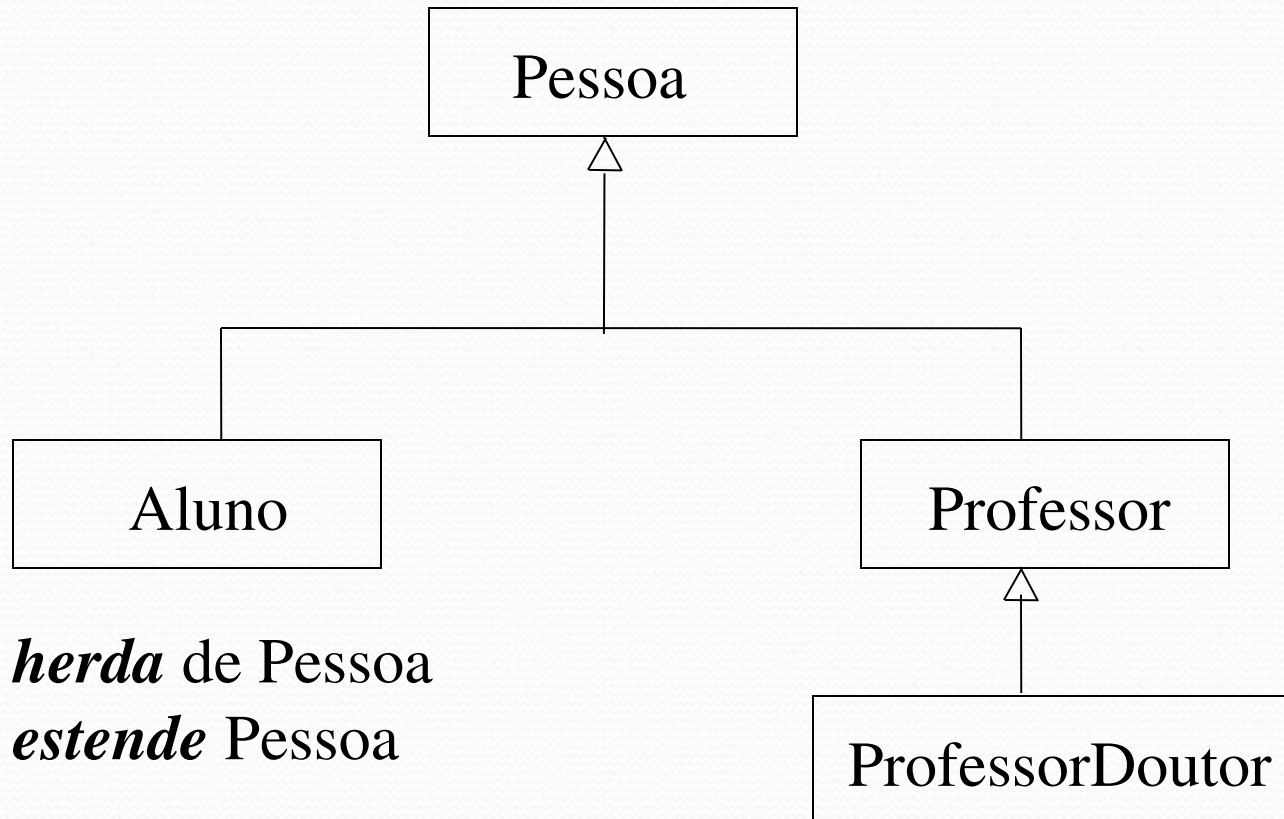 Pessoa
Aluno
Professor
herda de Pessoa
estende Pessoa
ProfessorDoutor